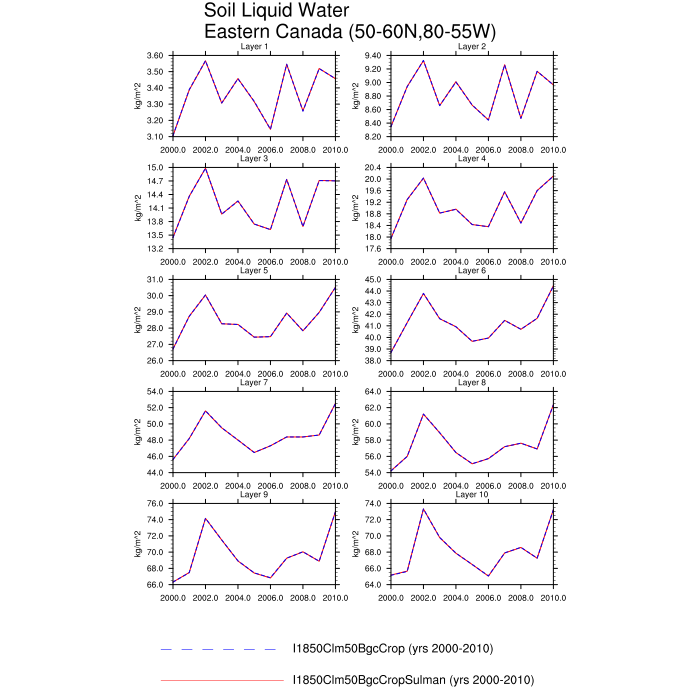 Soil Liquid Water
Eastern Canada (50-60N,80-55W)
Layer 1
3.60
3.50
3.40
3.30
3.20
3.10
kg/m^2
2000.0 2002.0 2004.0 2006.0 2008.0 2010.0
Layer 2
9.40
9.20
9.00
8.80
8.60
8.40
8.20
kg/m^2
2000.0 2002.0 2004.0 2006.0 2008.0 2010.0
Layer 3
15.0
14.7
14.4
14.1
13.8
13.5
13.2
kg/m^2
2000.0 2002.0 2004.0 2006.0 2008.0 2010.0
Layer 4
20.4
20.0
19.6
19.2
18.8
18.4
18.0
17.6
kg/m^2
2000.0 2002.0 2004.0 2006.0 2008.0 2010.0
Layer 5
31.0
30.0
29.0
28.0
27.0
26.0
kg/m^2
2000.0 2002.0 2004.0 2006.0 2008.0 2010.0
Layer 6
45.0
44.0
43.0
42.0
41.0
40.0
39.0
38.0
kg/m^2
2000.0 2002.0 2004.0 2006.0 2008.0 2010.0
Layer 7
54.0
52.0
50.0
48.0
46.0
44.0
kg/m^2
2000.0 2002.0 2004.0 2006.0 2008.0 2010.0
Layer 8
64.0
62.0
60.0
58.0
56.0
54.0
kg/m^2
2000.0 2002.0 2004.0 2006.0 2008.0 2010.0
Layer 9
76.0
74.0
72.0
70.0
68.0
66.0
kg/m^2
2000.0 2002.0 2004.0 2006.0 2008.0 2010.0
Layer 10
74.0
72.0
70.0
68.0
66.0
64.0
kg/m^2
2000.0 2002.0 2004.0 2006.0 2008.0 2010.0
I1850Clm50BgcCrop (yrs 2000-2010)
I1850Clm50BgcCropSulman (yrs 2000-2010)